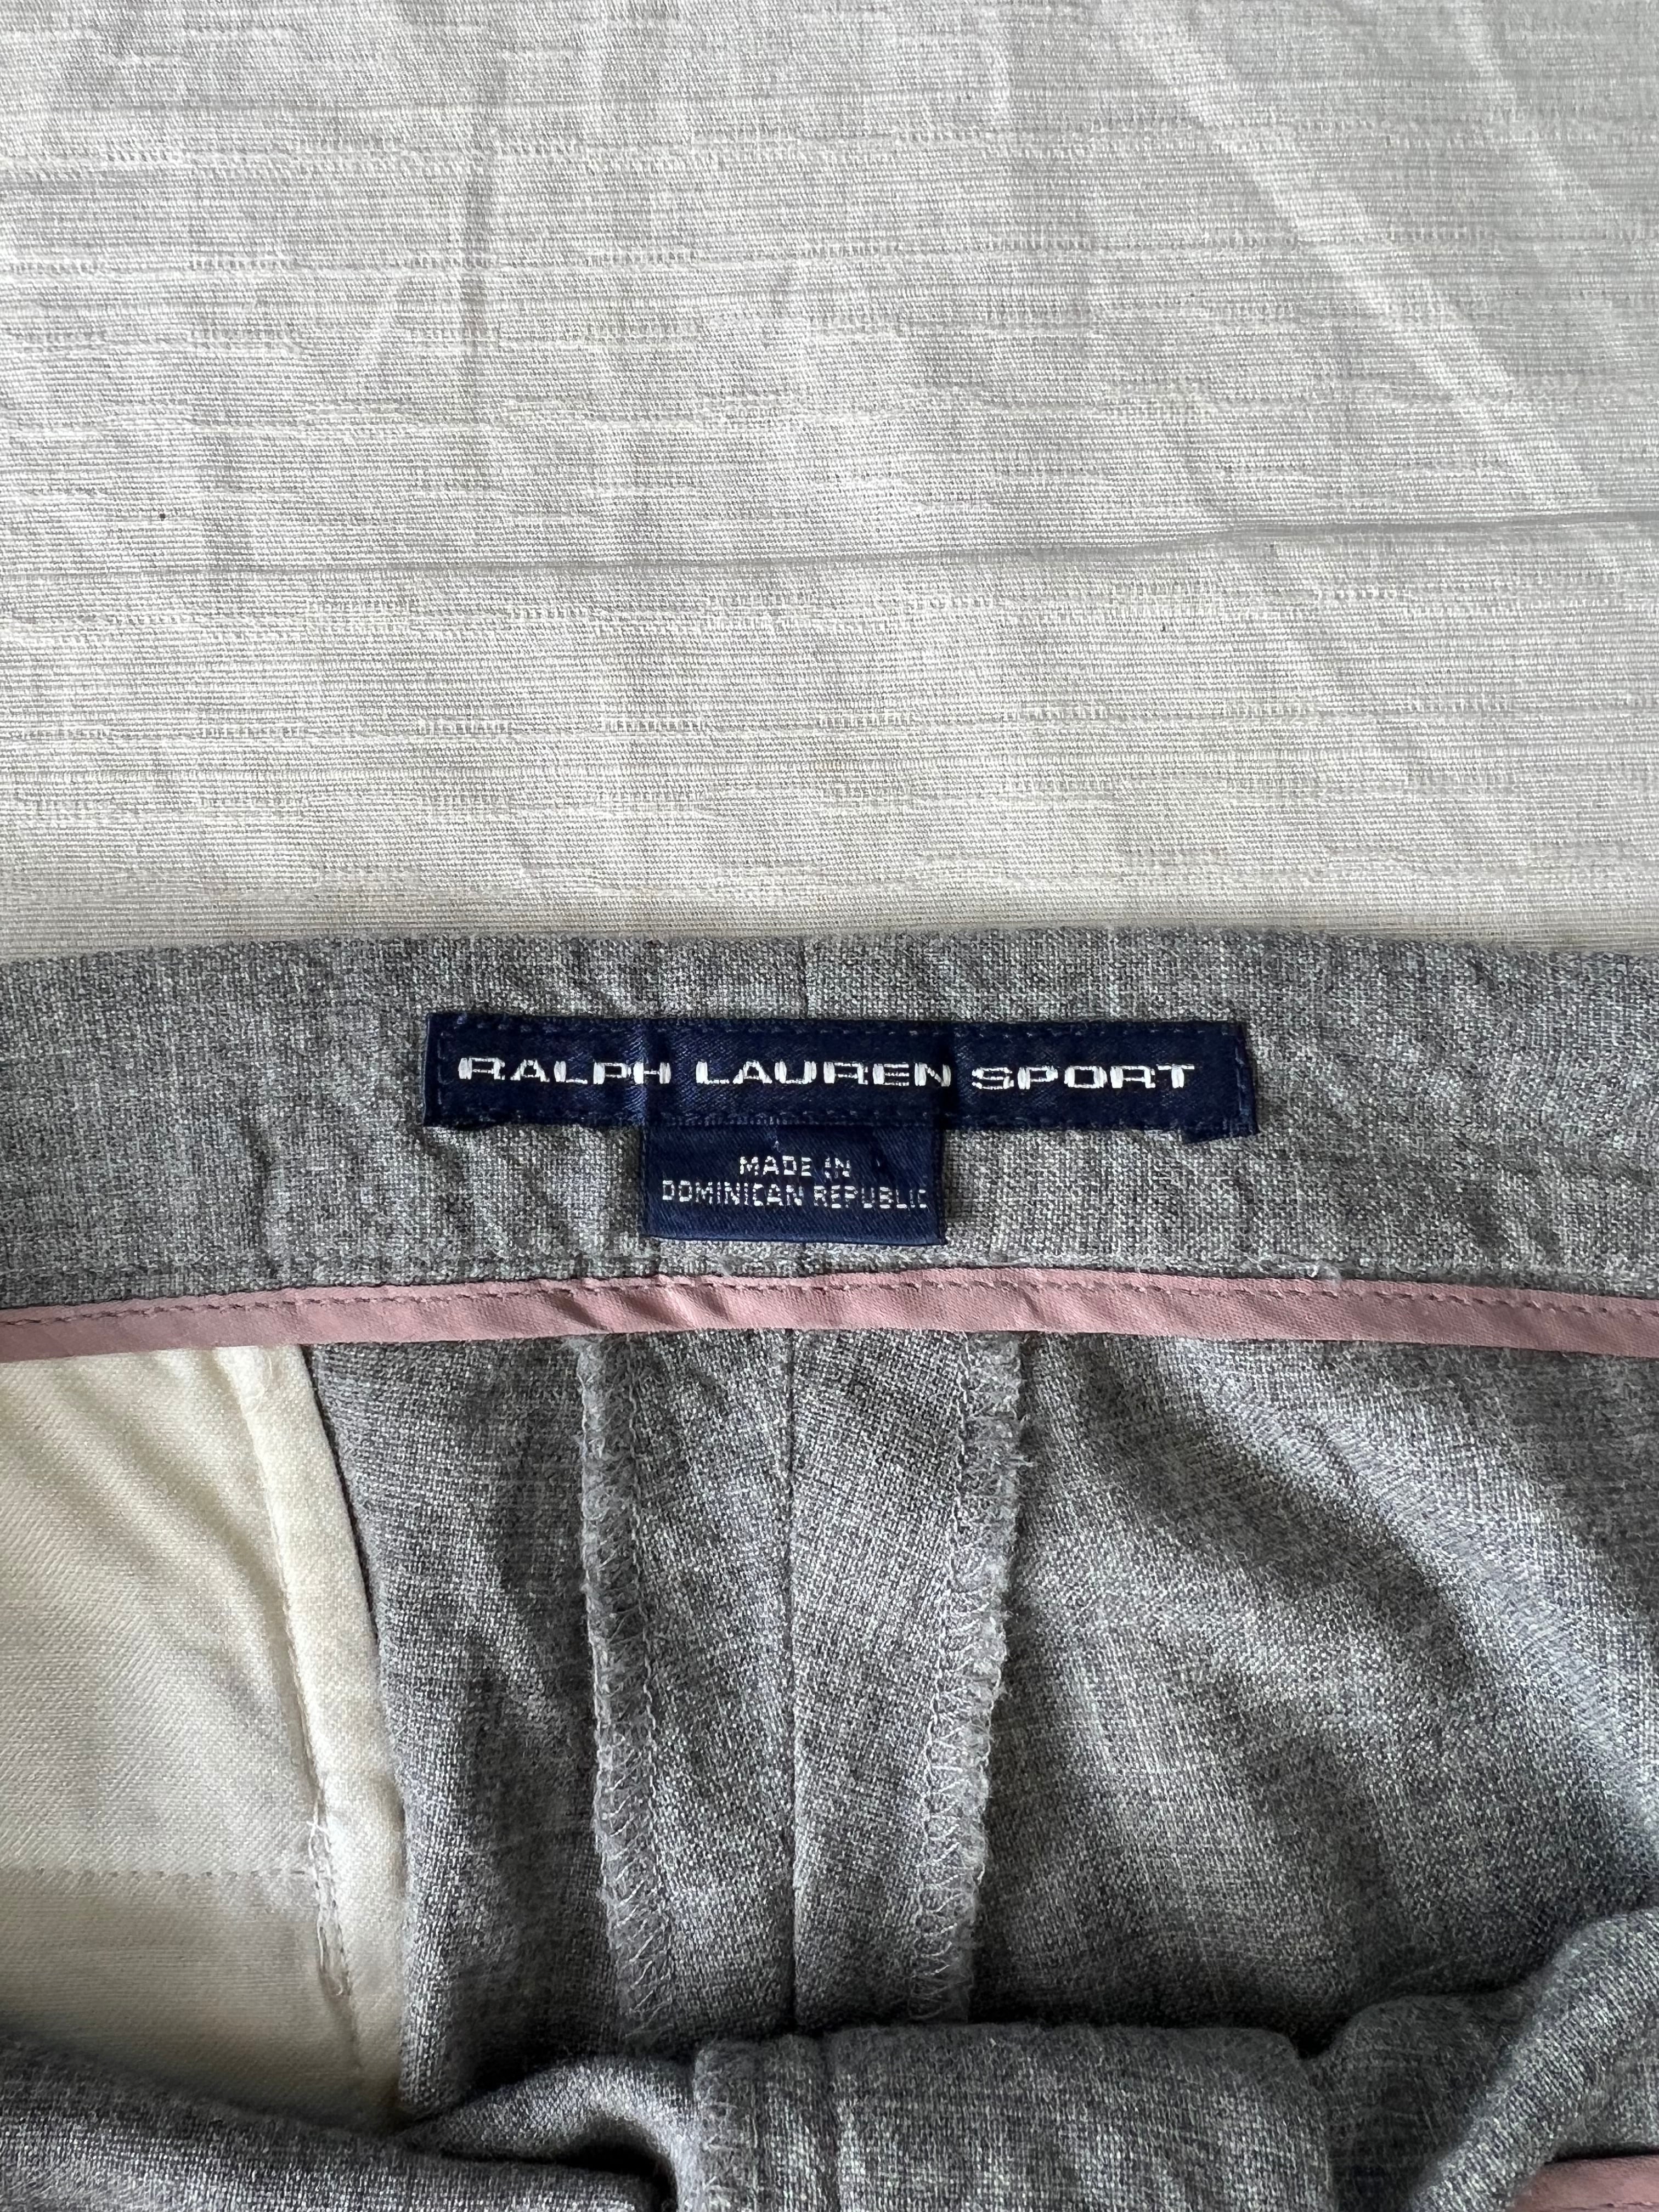 RALPH LAUREN SPORT
MADE IN
DOMINICAN REPUBLIC